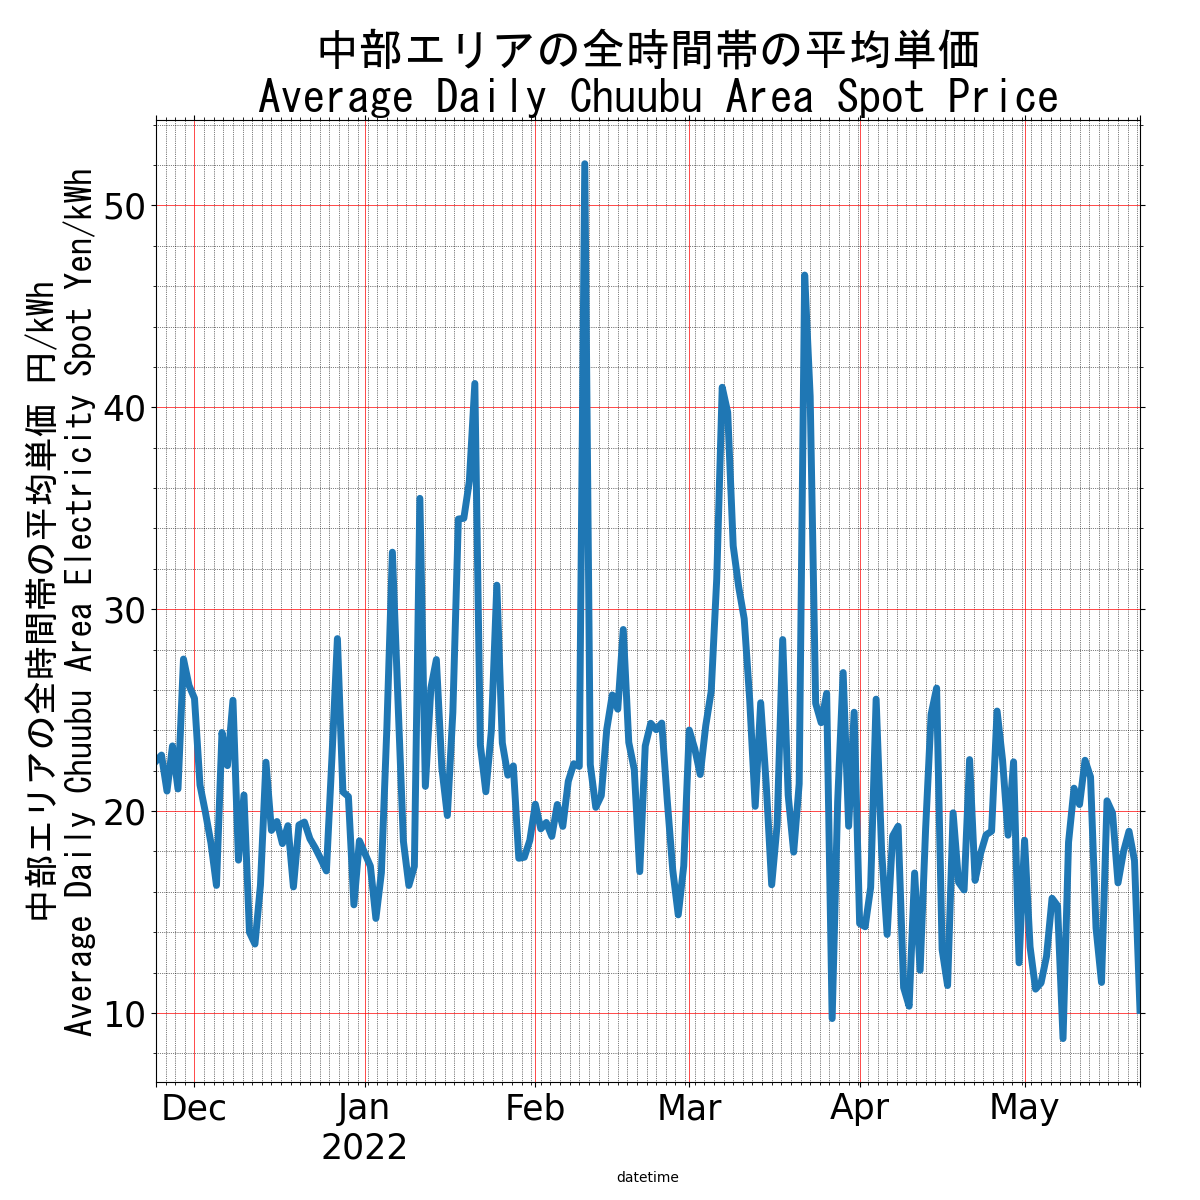 中部エリアの全時間帯の平均単価
Average Daily Chuubu Area Spot Price
中部エリアの全時間帯の平均単価 円/kWh
Average Daily Chuubu Area Electricity Spot Yen/kWh
50
40
30
20
10
Dec
Jan
2022
Feb
Mar
Apr
May
datetime